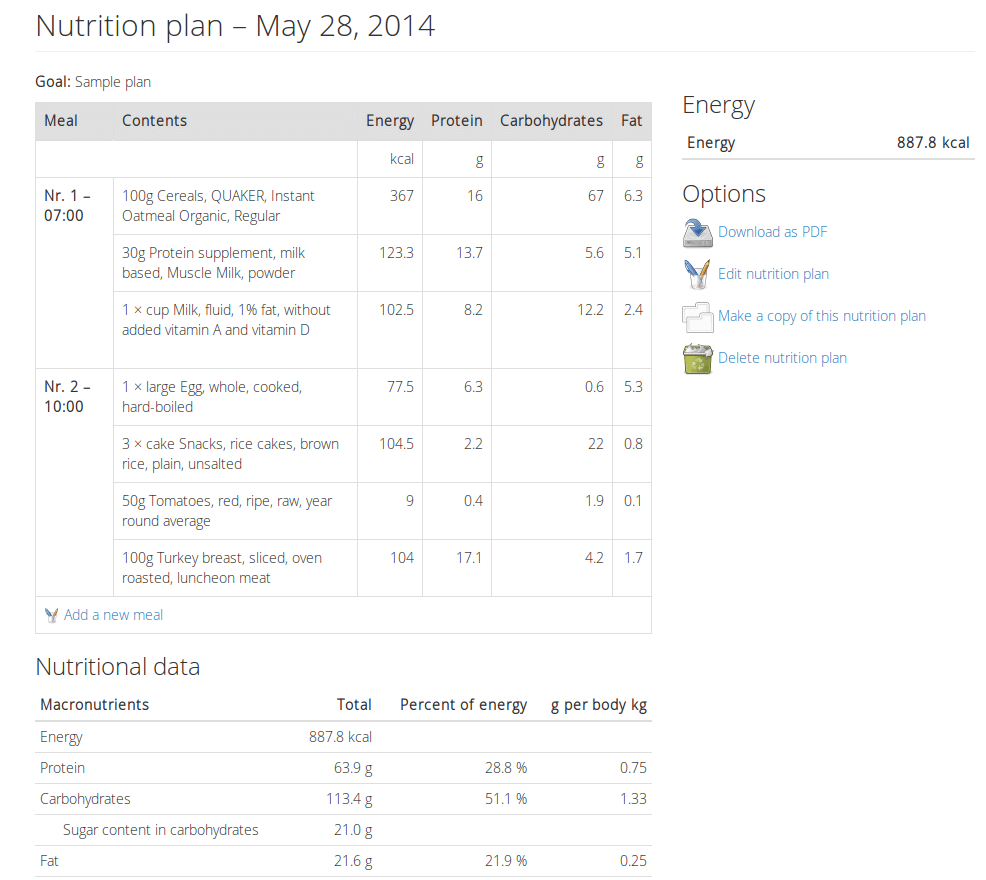 Nutrition plan – May 28, 2014
Goal: Sample plan
Meal Contents Energy Protein Carbohydrates Fat
kcal g g g
Nr. 1 – 100g Cereals, QUAKER, Instant 367 16 67 6.3
07:00 Oatmeal Organic, Regular
30g Protein supplement, milk 123.3 13.7 5.6 5.1
based, Muscle Milk, powder
1 × cup Milk, fluid, 1% fat, without 102.5 8.2 12.2 2.4
added vitamin A and vitamin D
Nr. 2 – 1 × large Egg, whole, cooked, 77.5 6.3 0.6 5.3
10:00 hard-boiled
3 × cake Snacks, rice cakes, brown 104.5 2.2 22 0.8
rice, plain, unsalted
50g Tomatoes, red, ripe, raw, year 9 0.4 1.9 0.1
round average
100g Turkey breast, sliced, oven 104 17.1 4.2 1.7
roasted, luncheon meat
Add a new meal
Nutritional data
Macronutrients Total Percent of energy g per body kg
Energy 887.8 kcal
Protein 63.9 g 28.8 % 0.75
Carbohydrates 113.4 g 51.1 % 1.33
Sugar content in carbohydrates 21.0 g
Fat 21.6 g 21.9 % 0.25
Energy
Energy 887.8 kcal
Options
Download as PDF
Edit nutrition plan
Make a copy of this nutrition plan
Delete nutrition plan